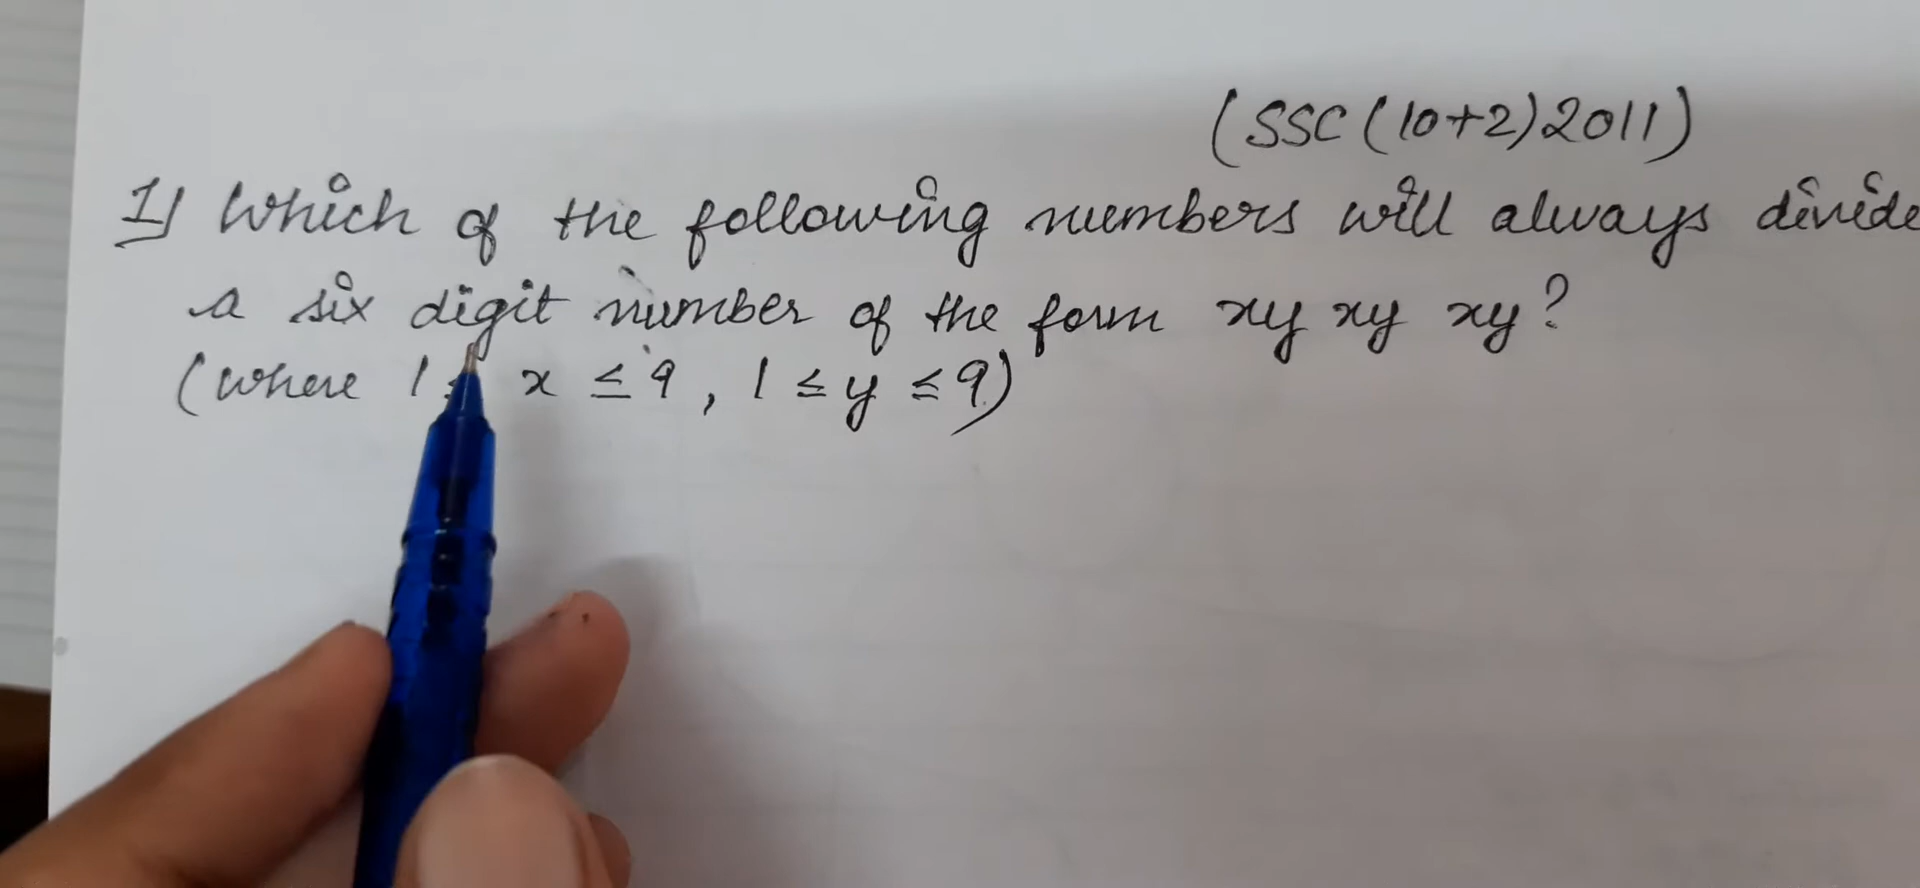 (SSC (10+2) 2011)
1) Which of the following numbers will always divide
a six digit number of the form xy xy xy?
(where 1 ≤ x ≤ 9, 1 ≤ y ≤ 9)